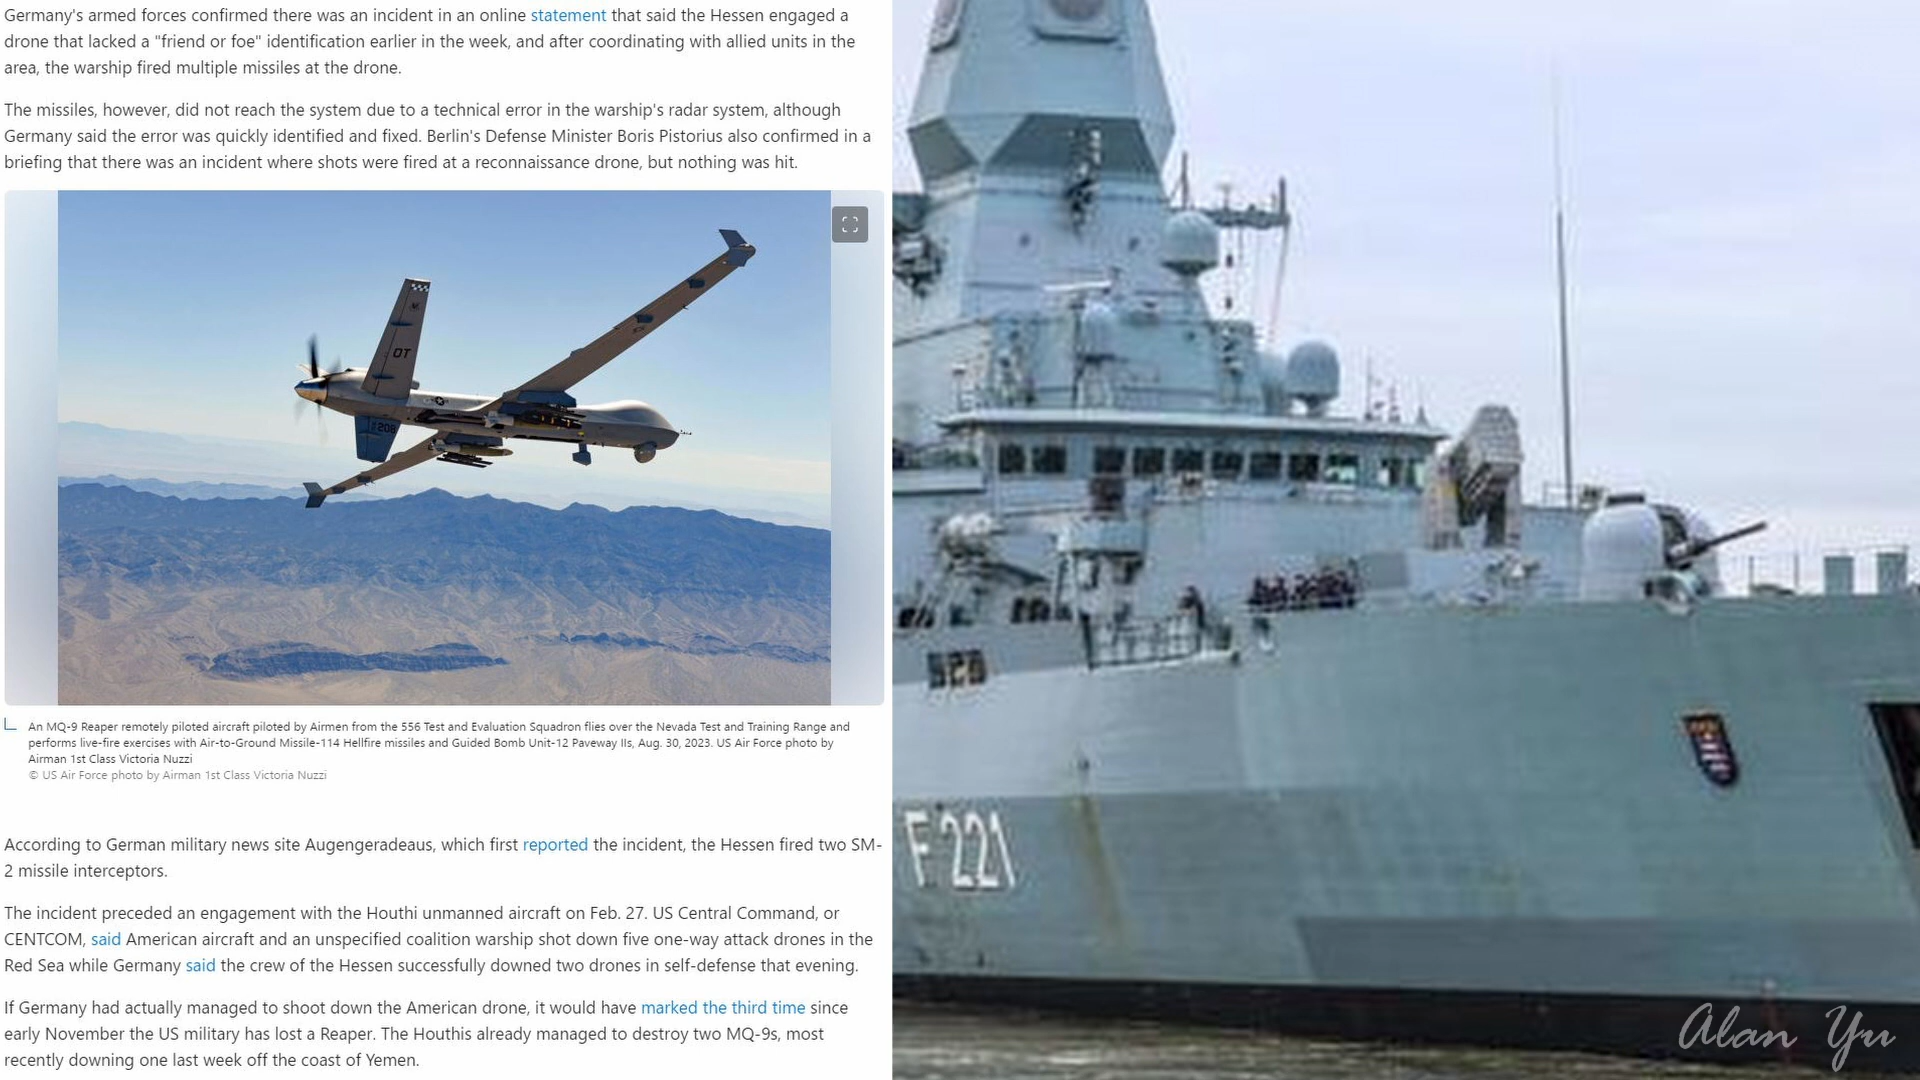 Germany's armed forces confirmed there was an incident in an online statement that said the Hessen engaged a
drone that lacked a "friend or foe" identification earlier in the week, and after coordinating with allied units in the
area, the warship fired multiple missiles at the drone.
The missiles, however, did not reach the system due to a technical error in the warship's radar system, although
Germany said the error was quickly identified and fixed. Berlin's Defense Minister Boris Pistorius also confirmed in a
briefing that there was an incident where shots were fired at a reconnaissance drone, but nothing was hit.
OT
208
An MQ-9 Reaper remotely piloted aircraft piloted by Airmen from the 556 Test and Evaluation Squadron flies over the Nevada Test and Training Range and
performs live-fire exercises with Air-to-Ground Missile-114 Hellfire missiles and Guided Bomb Unit-12 Paveway IIs, Aug. 30, 2023. US Air Force photo by
Airman 1st Class Victoria Nuzzi
© US Air Force photo by Airman 1st Class Victoria Nuzzi
According to German military news site Augengeradeaus, which first reported the incident, the Hessen fired two SM-
2 missile interceptors.
The incident preceded an engagement with the Houthi unmanned aircraft on Feb. 27. US Central Command, or
CENTCOM, said American aircraft and an unspecified coalition warship shot down five one-way attack drones in the
Red Sea while Germany said the crew of the Hessen successfully downed two drones in self-defense that evening.
If Germany had actually managed to shoot down the American drone, it would have marked the third time since
early November the US military has lost a Reaper. The Houthis already managed to destroy two MQ-9s, most
recently downing one last week off the coast of Yemen.
F 221
Alan Yu